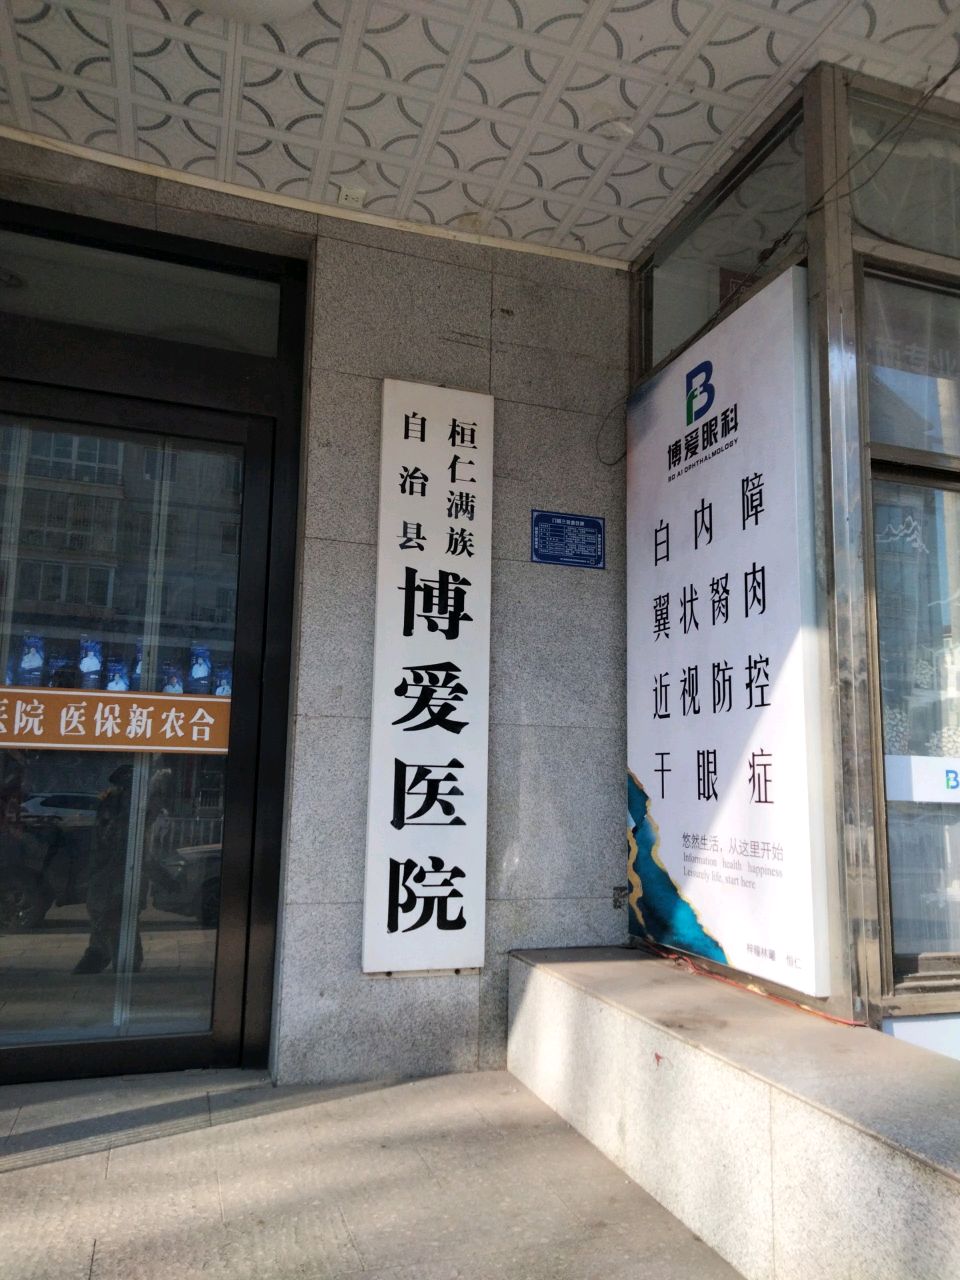 桓仁满族
自治县
博爱医院
医院 医保新农合
博爱眼科
BO AI OPHTHALMOLOGY
白内障
翼状胬肉
近视防控
干眼症
悠然生活，从这里开始
Information health happiness
Leisurely life, start here
B